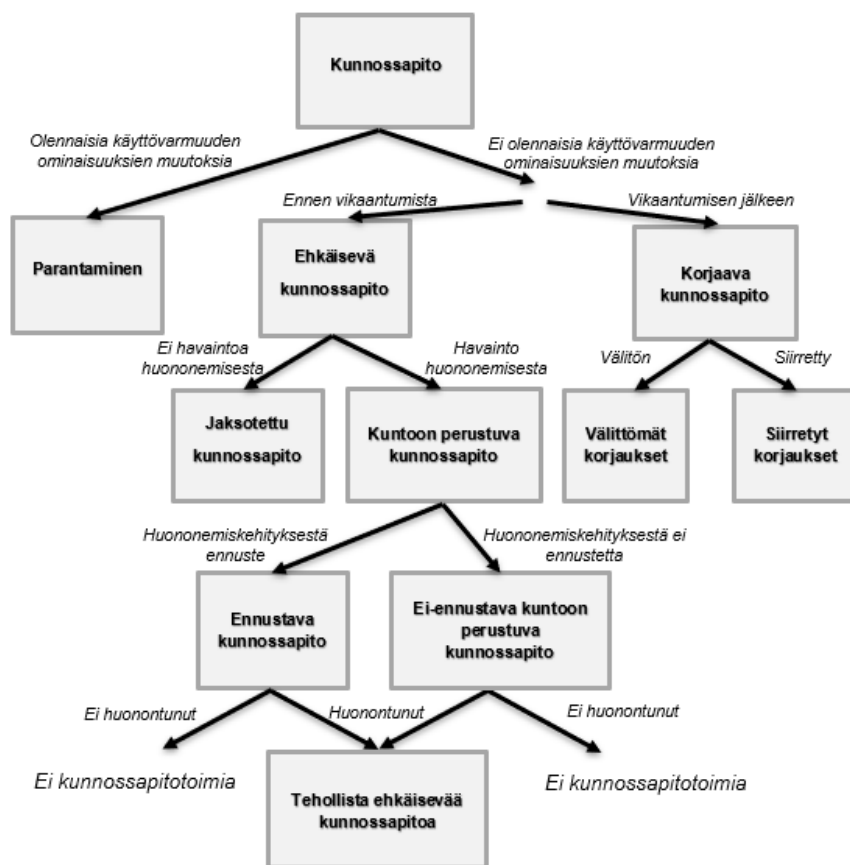 Kunnossapito
Olennaisia käyttövarmuuden
ominaisuuksien muutoksia
Ei olennaisia käyttövarmuuden
ominaisuuksien muutoksia
Ennen vikaantumista
Vikaantumisen jälkeen
Parantaminen
Ehkäisevä
kunnossapito
Korjaava
kunnossapito
Ei havaintoa
huononemisesta
Havainto
huononemisesta
Välitön
Siirretty
Jaksotettu
kunnossapito
Kuntoon perustuva
kunnossapito
Välittömät
korjaukset
Siirretyt
korjaukset
Huononemiskehityksestä
ennuste
Huononemiskehityksestä ei
ennustetta
Ennustava
kunnossapito
Ei-ennustava kuntoon
perustuva
kunnossapito
Ei huonontunut
Huonontunut
Ei huonontunut
Ei kunnossapitotoimia
Tehollista ehkäisevää
kunnossapitoa
Ei kunnossapitotoimia